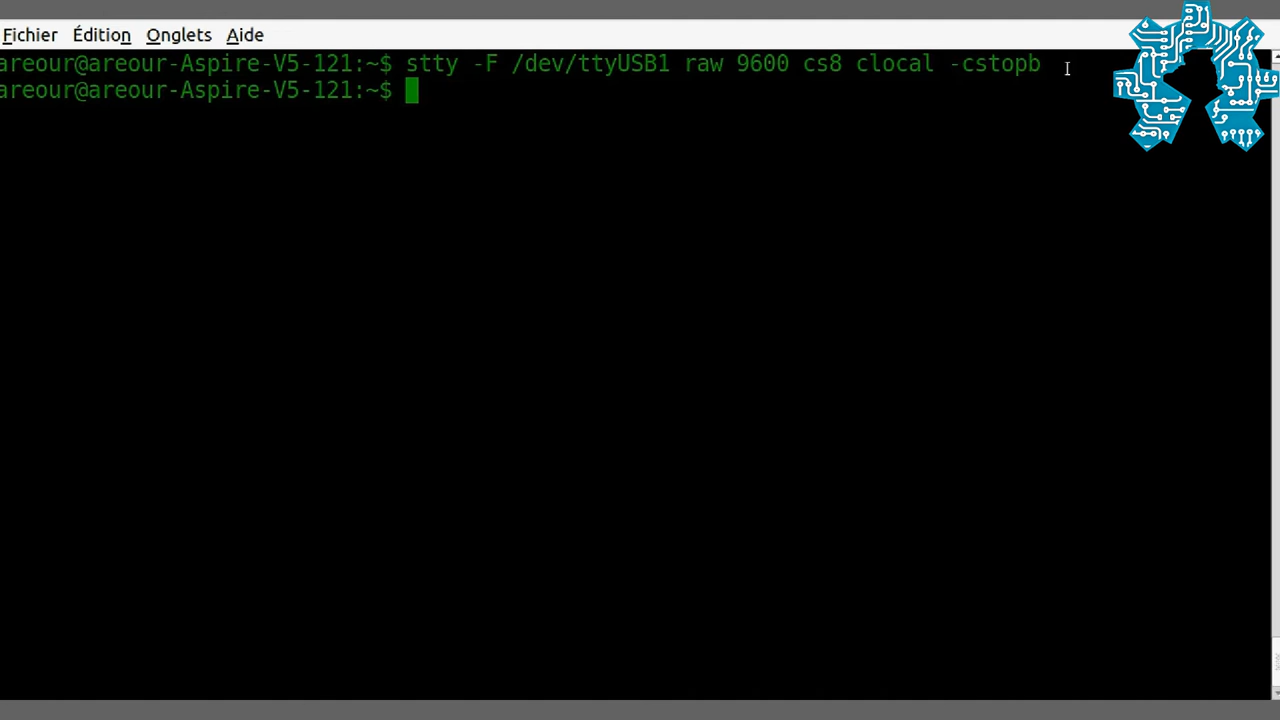 Fichier Édition Onglets Aide
areour@areour-Aspire-V5-121:~$ stty -F /dev/ttyUSB1 raw 9600 cs8 clocal -cstopb
areour@areour-Aspire-V5-121:~$